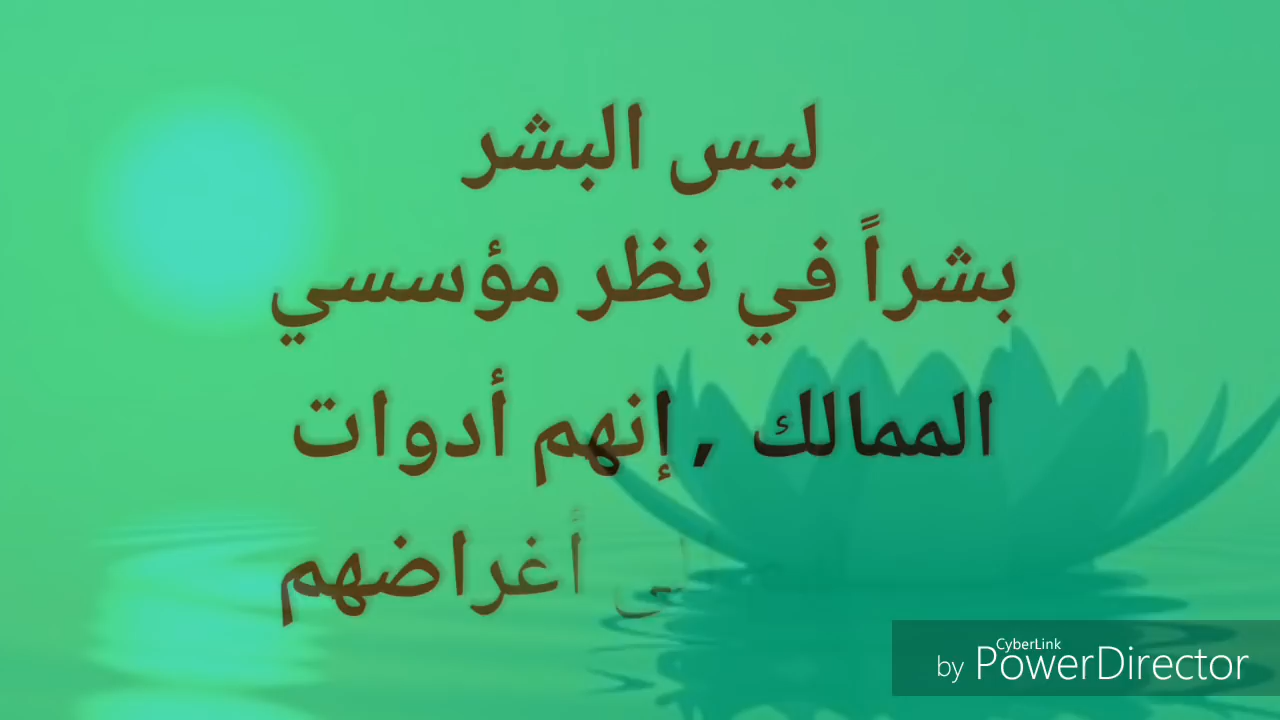 ليس البشر
بشراً في نظر مؤسسي
الممالك , إنهم أدوات
أغراضهم
CyberLink
by PowerDirector